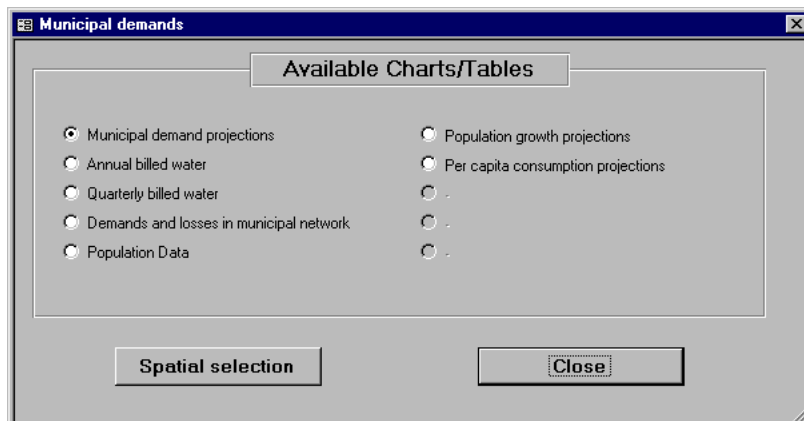 Municipal demands
Available Charts/Tables
Municipal demand projections
Annual billed water
Quarterly billed water
Demands and losses in municipal network
Population Data
Population growth projections
Per capita consumption projections
-
-
-
Spatial selection
Close